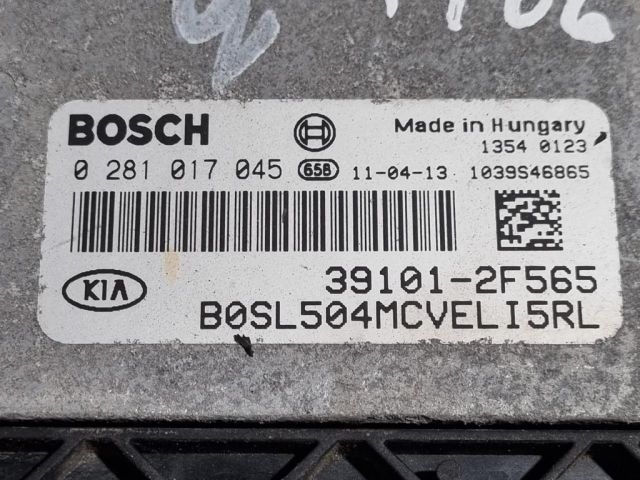 BOSCH
Made in Hungary
1354 0123
0 281 017 045 658 11-04-13 1039S46865
KIA
39101-2F565
B0SL504MCVELI5RL